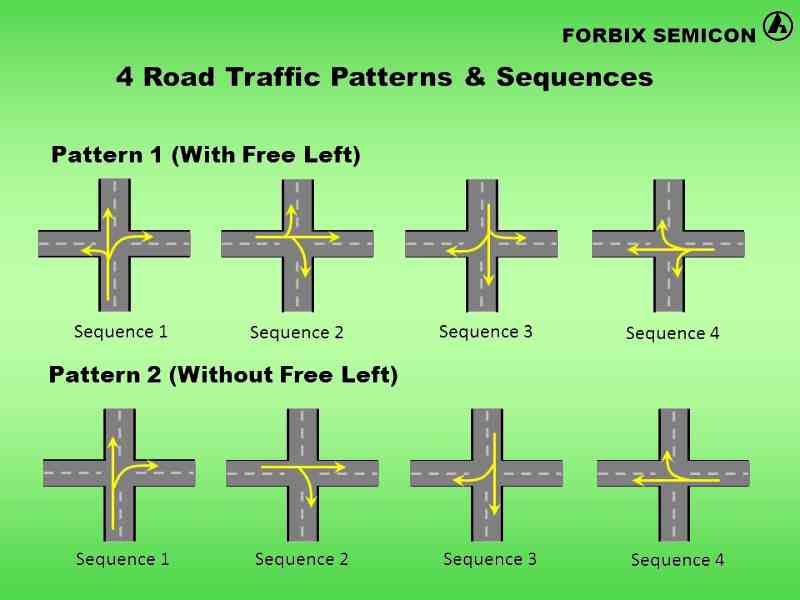 FORBIX SEMICON
4 Road Traffic Patterns & Sequences
Pattern 1 (With Free Left)
Sequence 1
Sequence 2
Sequence 3
Sequence 4
Pattern 2 (Without Free Left)
Sequence 1
Sequence 2
Sequence 3
Sequence 4